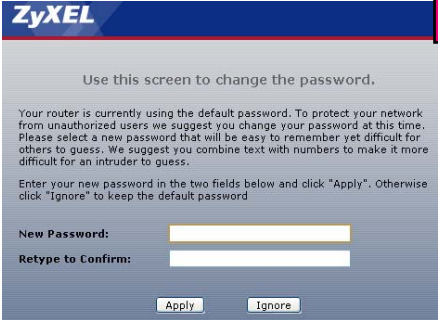 ZyXEL
Use this screen to change the password.
Your router is currently using the default password. To protect your network
from unauthorized users we suggest you change your password at this time.
Please select a new password that will be easy to remember yet difficult for
others to guess. We suggest you combine text with numbers to make it more
difficult for an intruder to guess.
Enter your new password in the two fields below and click "Apply". Otherwise
click "Ignore" to keep the default password
New Password:
Retype to Confirm:
Apply Ignore